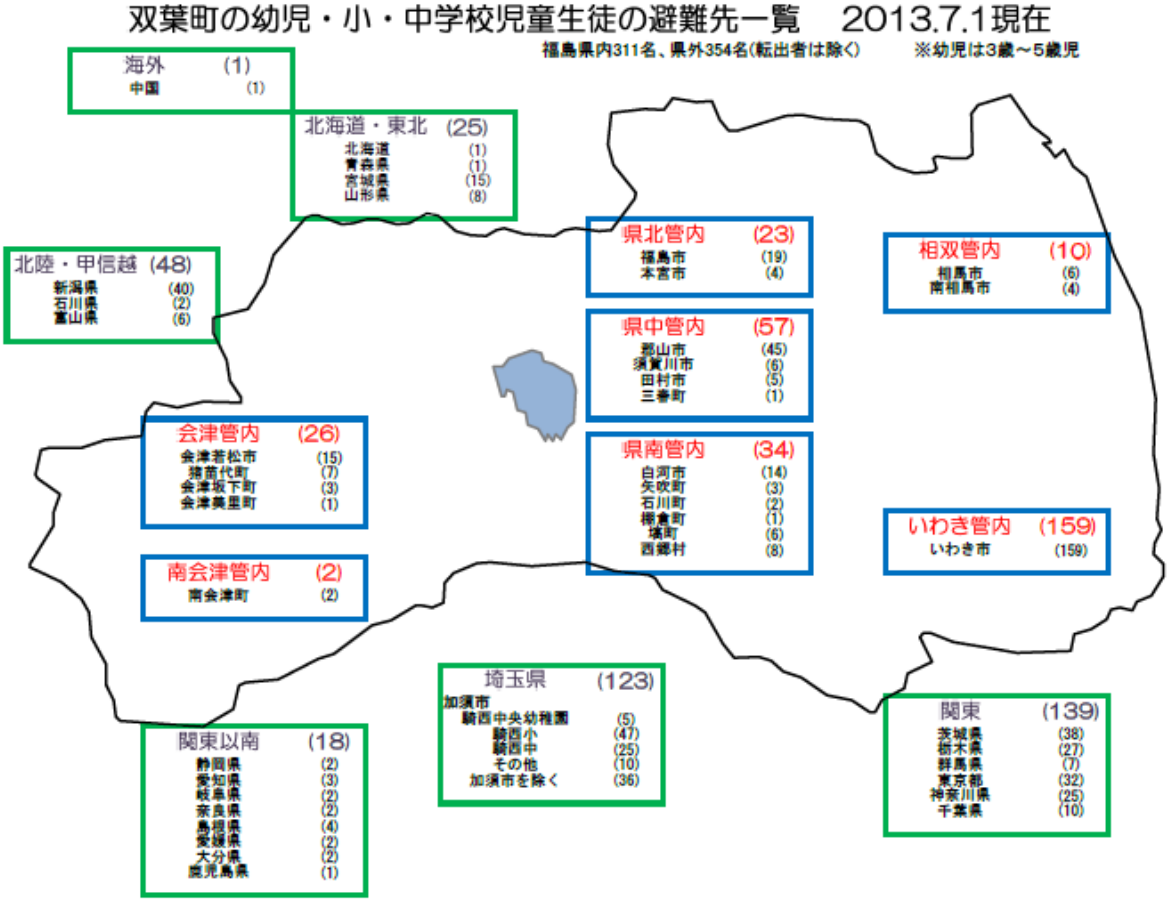 双葉町の幼児・小・中学校児童生徒の避難先一覧　2013.7.1現在
福島県内311名、県外354名(転出者は除く)　※幼児は3歳～5歳児
海外 (1)
中国 (1)
北海道・東北 (25)
北海道 (1)
青森県 (1)
宮城県 (15)
山形県 (8)
北陸・甲信越 (48)
新潟県 (40)
石川県 (2)
富山県 (6)
県北管内 (23)
福島市 (19)
本宮市 (4)
相双管内 (10)
相馬市 (6)
南相馬市 (4)
県中管内 (57)
郡山市 (45)
須賀川市 (6)
田村市 (5)
三春町 (1)
会津管内 (26)
会津若松市 (15)
猪苗代町 (7)
会津坂下町 (3)
会津美里町 (1)
県南管内 (34)
白河市 (14)
矢吹町 (3)
石川町 (2)
棚倉町 (1)
塙町 (6)
西郷村 (8)
いわき管内 (159)
いわき市 (159)
南会津管内 (2)
南会津町 (2)
埼玉県 (123)
加須市
騎西中央幼稚園 (5)
騎西小 (47)
騎西中 (25)
その他 (10)
加須市を除く (36)
関東 (139)
茨城県 (38)
栃木県 (27)
群馬県 (7)
東京都 (32)
神奈川県 (25)
千葉県 (10)
関東以南 (18)
静岡県 (2)
愛知県 (3)
岐阜県 (2)
奈良県 (2)
島根県 (4)
愛媛県 (2)
大分県 (2)
鹿児島県 (1)